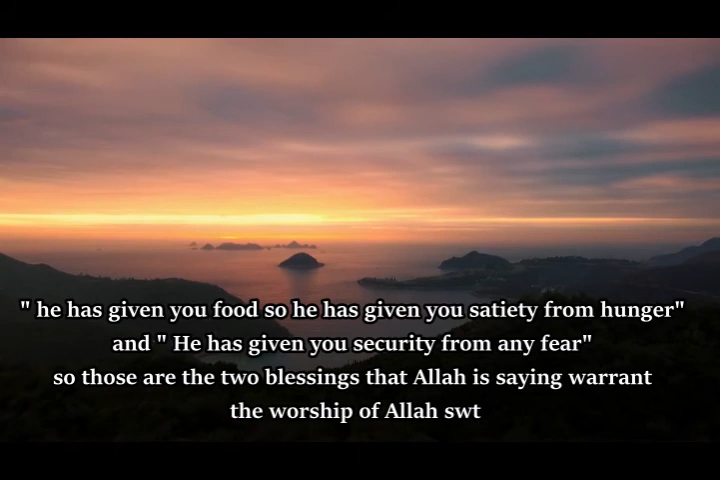 " he has given you food so he has given you satiety from hunger"
and " He has given you security from any fear"
so those are the two blessings that Allah is saying warrant
the worship of Allah swt